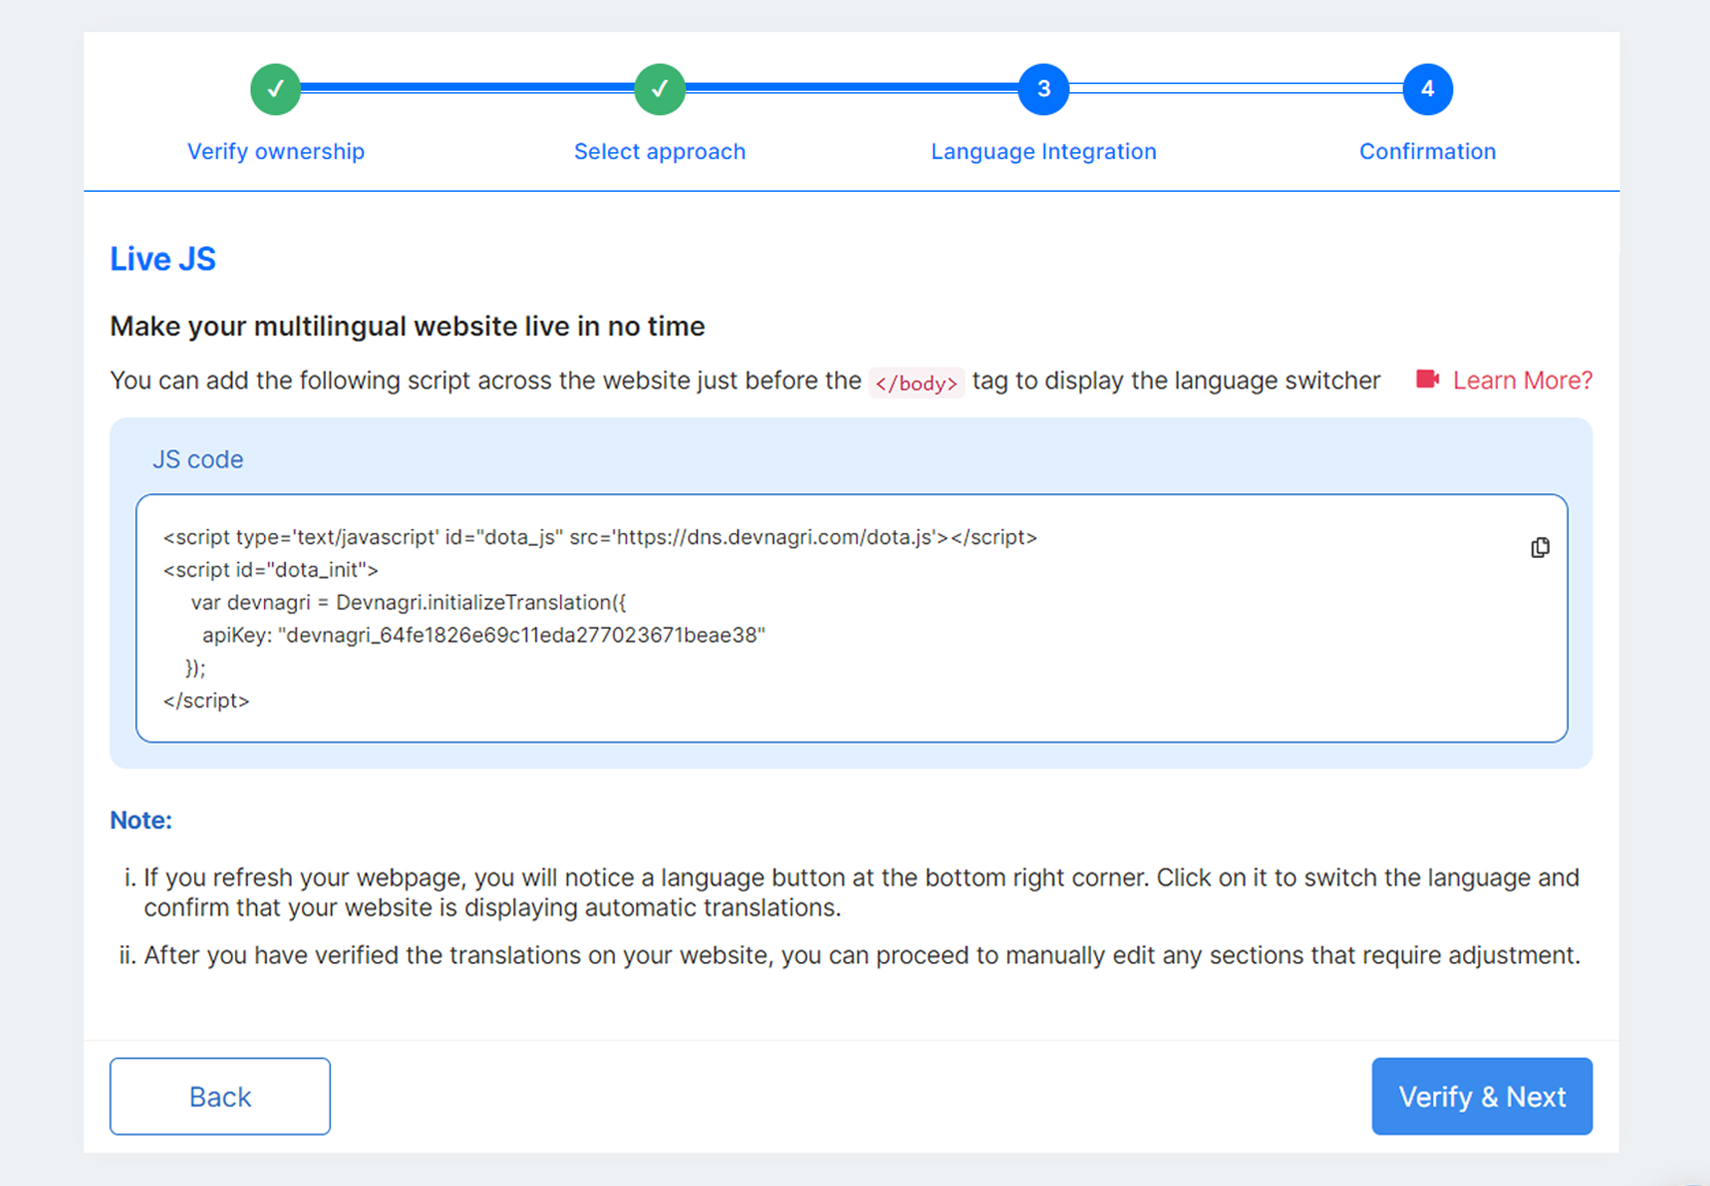 ✓ ✓ 3 4
Verify ownership Select approach Language Integration Confirmation
Live JS
Make your multilingual website live in no time
You can add the following script across the website just before the </body> tag to display the language switcher Learn More?
JS code
<script type='text/javascript' id="dota_js" src='https://dns.devnagri.com/dota.js'></script>
<script id="dota_init">
var devnagri = Devnagri.initializeTranslation({
apiKey: "devnagri_64fe1826e69c11eda277023671beae38"
});
</script>
Note:
i. If you refresh your webpage, you will notice a language button at the bottom right corner. Click on it to switch the language and
confirm that your website is displaying automatic translations.
ii. After you have verified the translations on your website, you can proceed to manually edit any sections that require adjustment.
Back Verify & Next